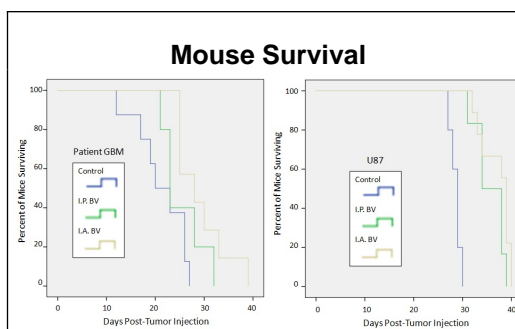 Mouse Survival
Percent of Mice Surviving
100
80
60
40
20
0
Patient GBM
Control
I.P. BV
I.A. BV
0 10 20 30 40
Days Post-Tumor Injection
Percent of Mice Surviving
100
80
60
40
20
0
U87
Control
I.P. BV
I.A. BV
0 10 20 30 40
Days Post-Tumor Injection